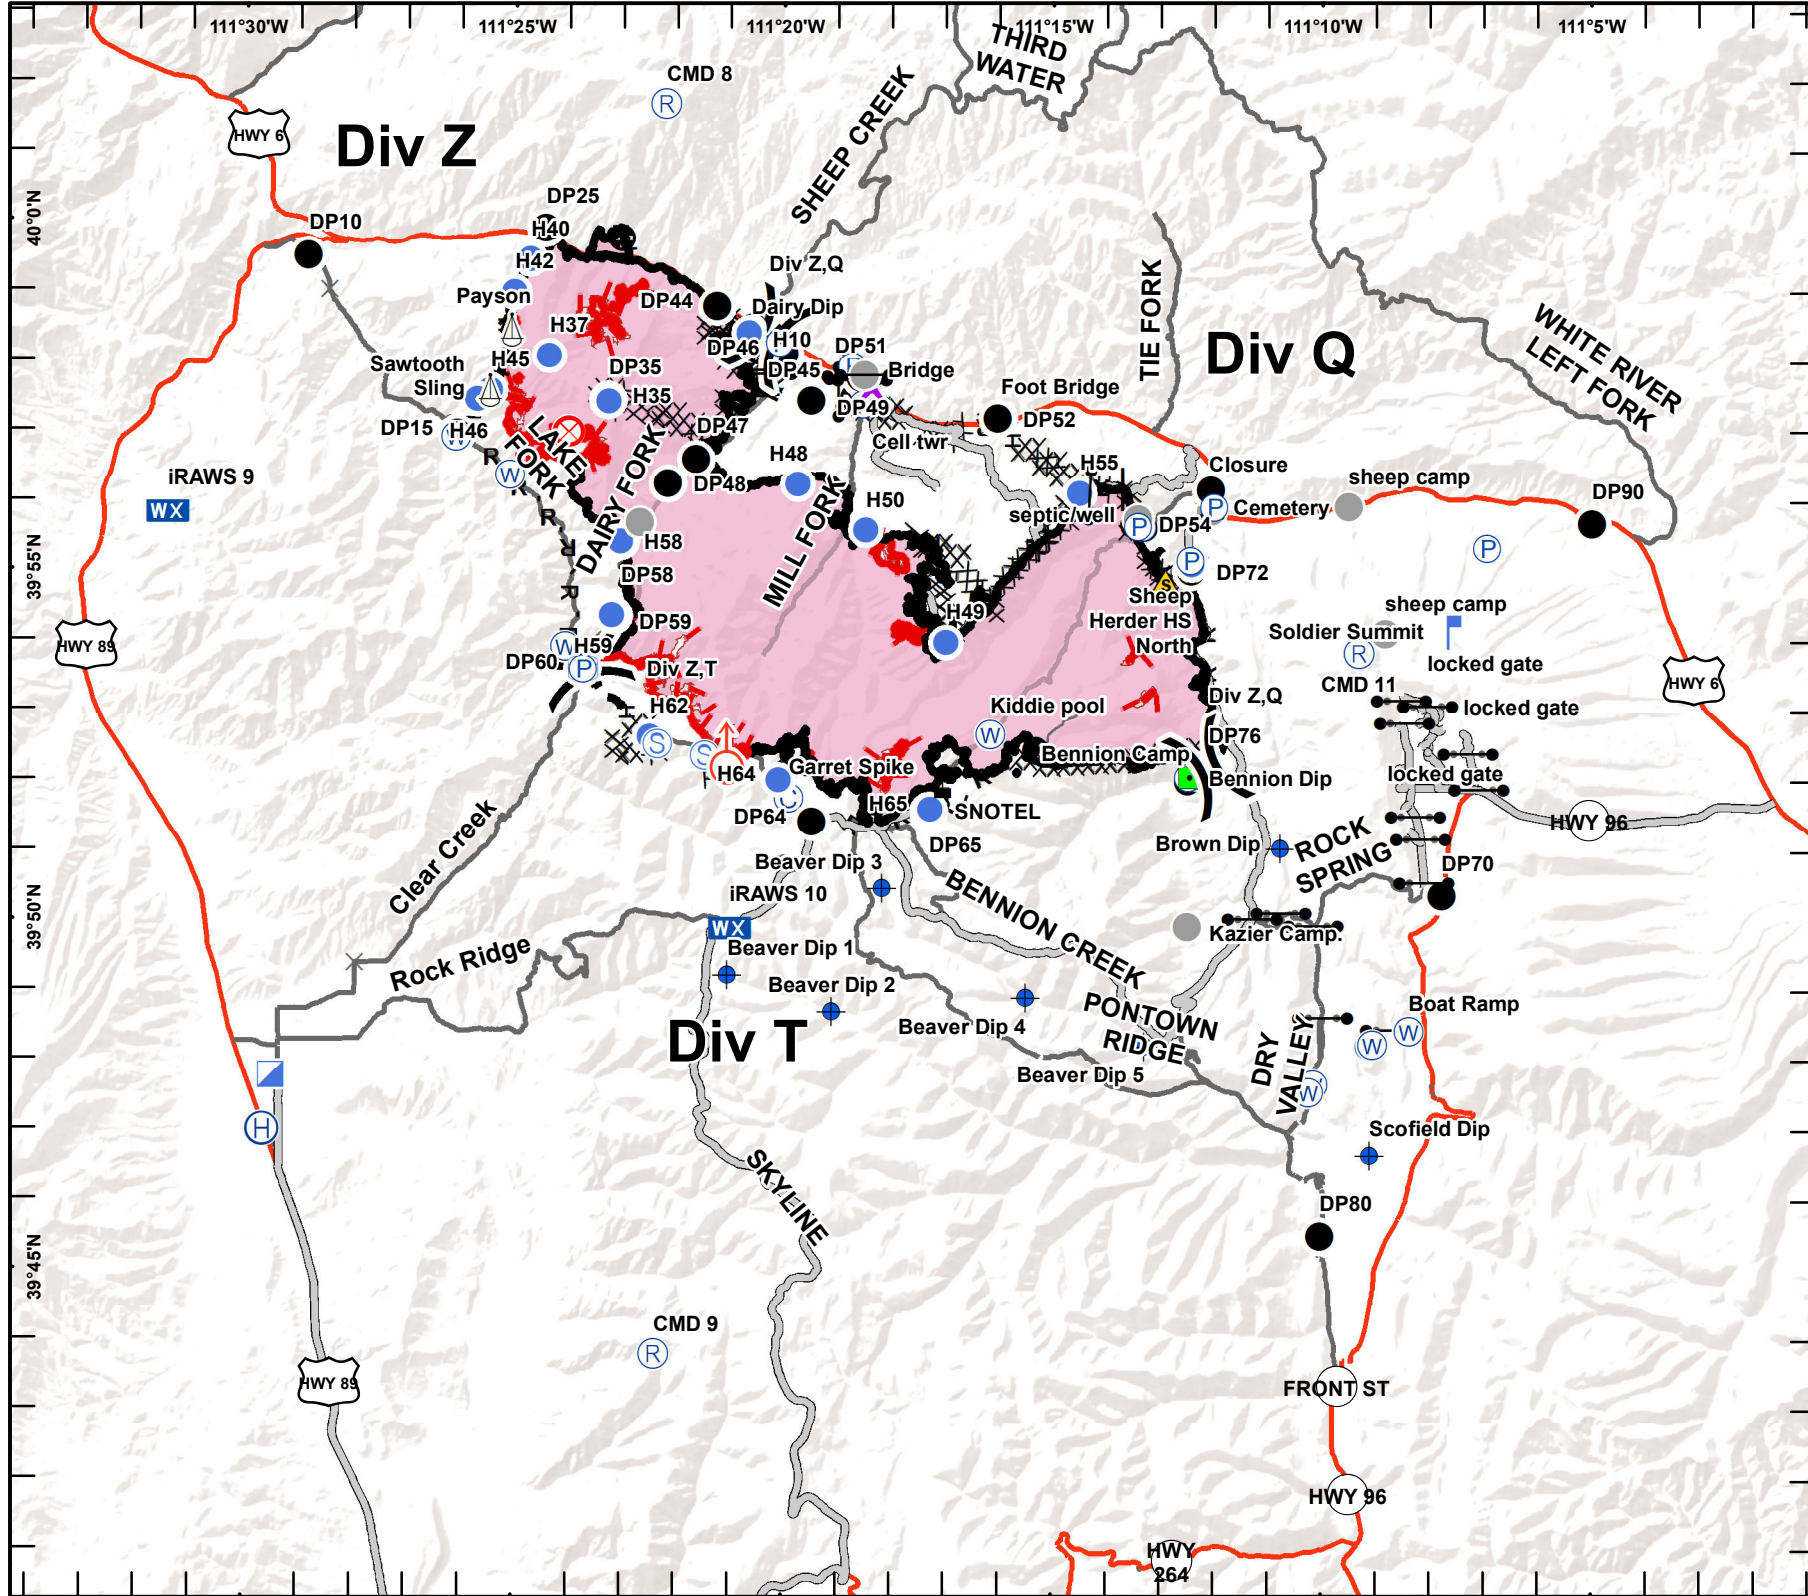 111°30'W
111°25'W
111°20'W
111°15'W
111°10'W
111°5'W
THIRD
WATER
CMD 8
R
SHEEP CREEK
HWY 6
Div Z
40°0'N
DP25
DP10
H40
H42
Div Z,Q
Payson
DP44
Dairy Dip
H37
TIE FORK
Div Q
WHITE RIVER
LEFT FORK
DP46
H10
DP51
Sawtooth
Sling
H45
DP35
DP45
Bridge
H35
Foot Bridge
DP49
DP52
DP15
H46
W
LAKE
FORK
DP47
Cell twr
iRAWS 9
WX
W
R
R
R
R
R
DAIRY FORK
DP48
H48
H55
Closure
sheep camp
DP90
MILL FORK
H50
septic/well
P
DP54
P
Cemetery
P
39°55'N
H58
DP58
P
DP72
S
Sheep
Herder HS
North
H49
sheep camp
HWY 89
DP59
W
H59
P
DP60
Div Z,T
Soldier Summit
R
locked gate
CMD 11
HWY 6
H62
S
S
Div Z,Q
Kiddie pool
W
locked gate
DP76
H64
Garret Spike
Bennion Camp
Bennion Dip
locked gate
DP64
H65
SNOTEL
HWY 96
DP65
Brown Dip
ROCK
SPRING
Clear Creek
Beaver Dip 3
iRAWS 10
DP70
39°50'N
WX
BENNION CREEK
Kazier Camp.
Rock Ridge
Beaver Dip 1
Beaver Dip 2
Beaver Dip 4
PONTOWN
RIDGE
Boat Ramp
W
W
Div T
DRY
VALLEY
Beaver Dip 5
W
H
Scofield Dip
SKYLINE
DP80
39°45'N
CMD 9
R
HWY 89
FRONT ST
HWY 96
HWY
264